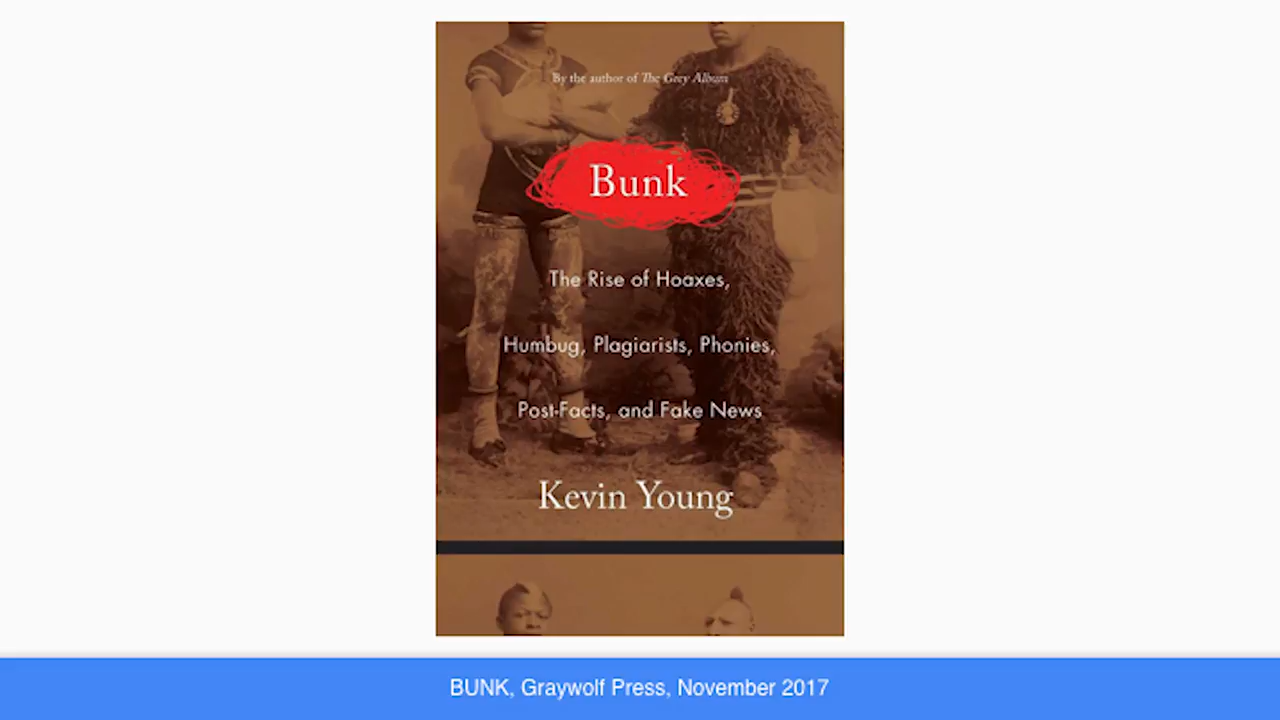 By the author of The Grey Album
Bunk
The Rise of Hoaxes,
Humbug, Plagiarists, Phonies,
Post-Facts, and Fake News
Kevin Young
BUNK, Graywolf Press, November 2017